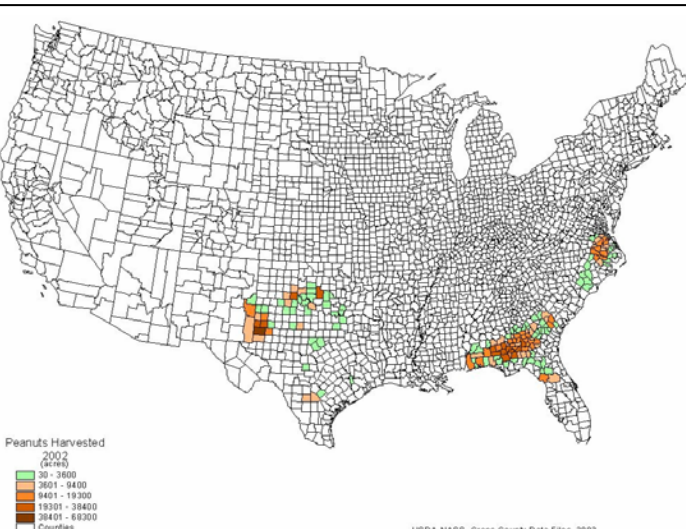 Peanuts Harvested
2002
(acres)
30 - 3600
3601 - 9400
9401 - 19300
19301 - 38400
38401 - 68300
Counties
USDA-NASS, Crops County Data Files, 2002